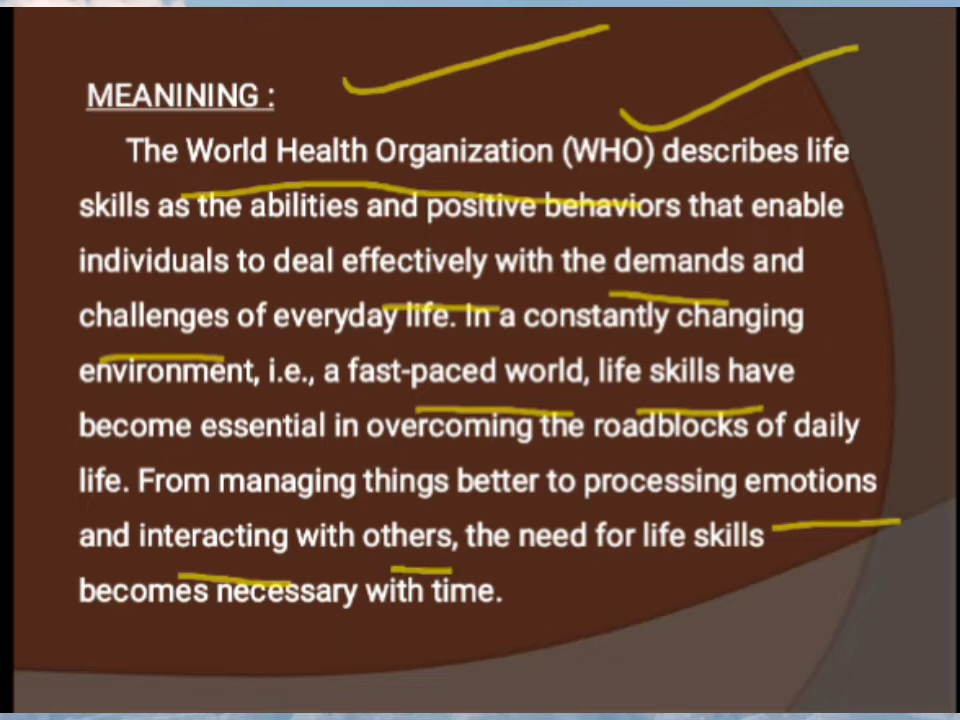 MEANINING :
The World Health Organization (WHO) describes life
skills as the abilities and positive behaviors that enable
individuals to deal effectively with the demands and
challenges of everyday life. In a constantly changing
environment, i.e., a fast-paced world, life skills have
become essential in overcoming the roadblocks of daily
life. From managing things better to processing emotions
and interacting with others, the need for life skills
becomes necessary with time.